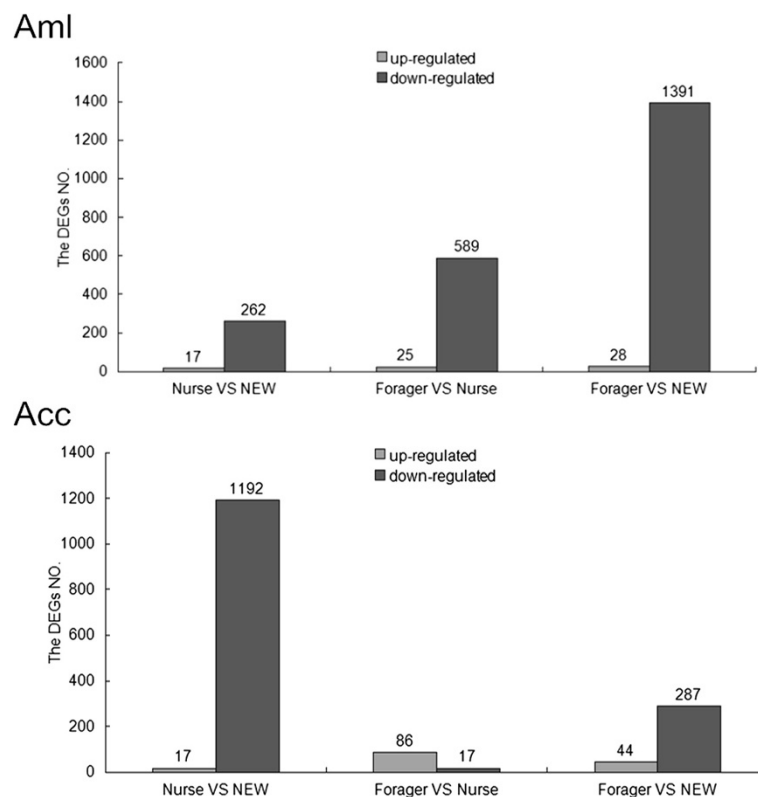 Aml
up-regulated
down-regulated
The DEGs NO.
1600
1400
1200
1000
800
600
400
200
0
17
262
25
589
28
1391
Nurse VS NEW
Forager VS Nurse
Forager VS NEW
Acc
up-regulated
down-regulated
The DEGs NO.
1400
1200
1000
800
600
400
200
0
17
1192
86
17
44
287
Nurse VS NEW
Forager VS Nurse
Forager VS NEW